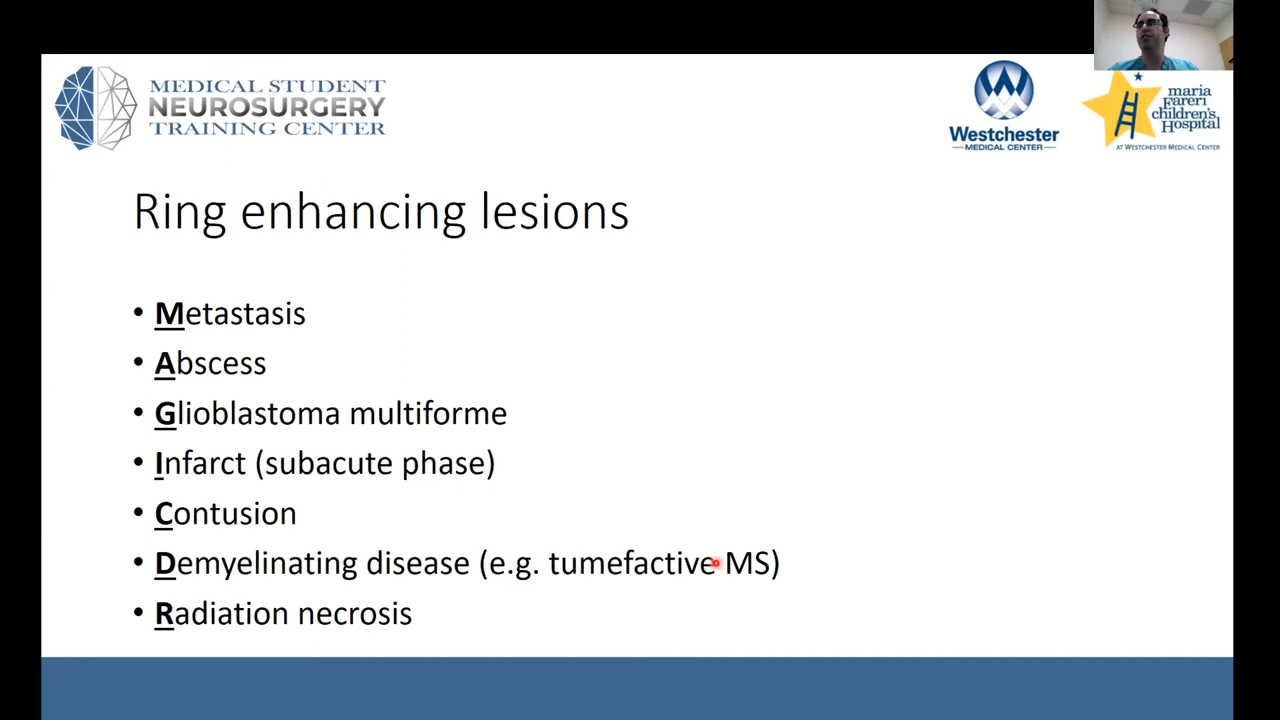 MEDICAL STUDENT
NEUROSURGERY
TRAINING CENTER
Westchester
MEDICAL CENTER
maria
fareri
children's
Hospital
AT WESTCHESTER MEDICAL CENTER
Ring enhancing lesions
• Metastasis
• Abscess
• Glioblastoma multiforme
• Infarct (subacute phase)
• Contusion
• Demyelinating disease (e.g. tumefactive MS)
• Radiation necrosis